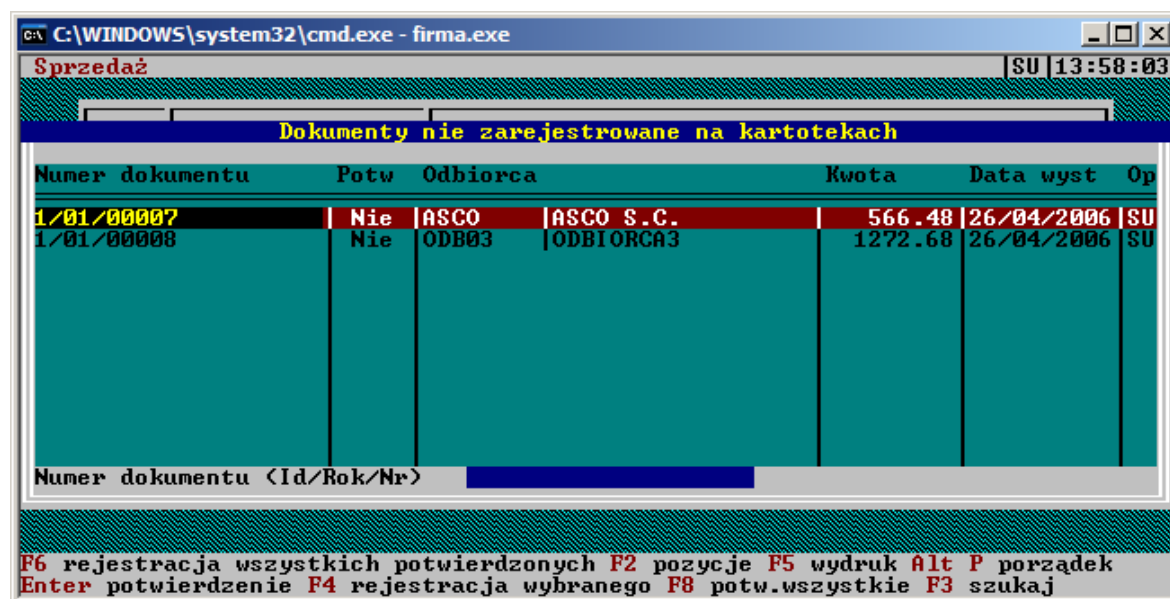 C:\WINDOWS\system32\cmd.exe - firma.exe
Sprzedaż |SU|13:58:03
Dokumenty nie zarejestrowane na kartotekach
Numer dokumentu Potw Odbiorca Kwota Data wyst Op
1/01/00007 | Nie |ASCO |ASCO S.C. | 566.48|26/04/2006|SU
1/01/00008 | Nie |ODB03 |ODBIORCA3 | 1272.68|26/04/2006|SU
Numer dokumentu (Id/Rok/Nr)
F6 rejestracja wszystkich potwierdzonych F2 pozycje F5 wydruk Alt P porządek
Enter potwierdzenie F4 rejestracja wybranego F8 potw.wszystkie F3 szukaj